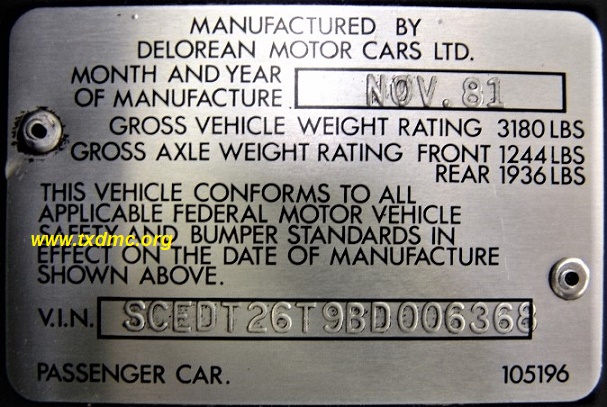 MANUFACTURED BY
DELOREAN MOTOR CARS LTD.
MONTH AND YEAR
OF MANUFACTURE NOV. 81
GROSS VEHICLE WEIGHT RATING 3180 LBS
GROSS AXLE WEIGHT RATING FRONT 1244 LBS
REAR 1936 LBS
THIS VEHICLE CONFORMS TO ALL
APPLICABLE FEDERAL MOTOR VEHICLE
www.txdmc.org
SAFETY AND BUMPER STANDARDS IN
EFFECT ON THE DATE OF MANUFACTURE
SHOWN ABOVE.
V.I.N. SCEDT26T9BD006368
PASSENGER CAR. 105196